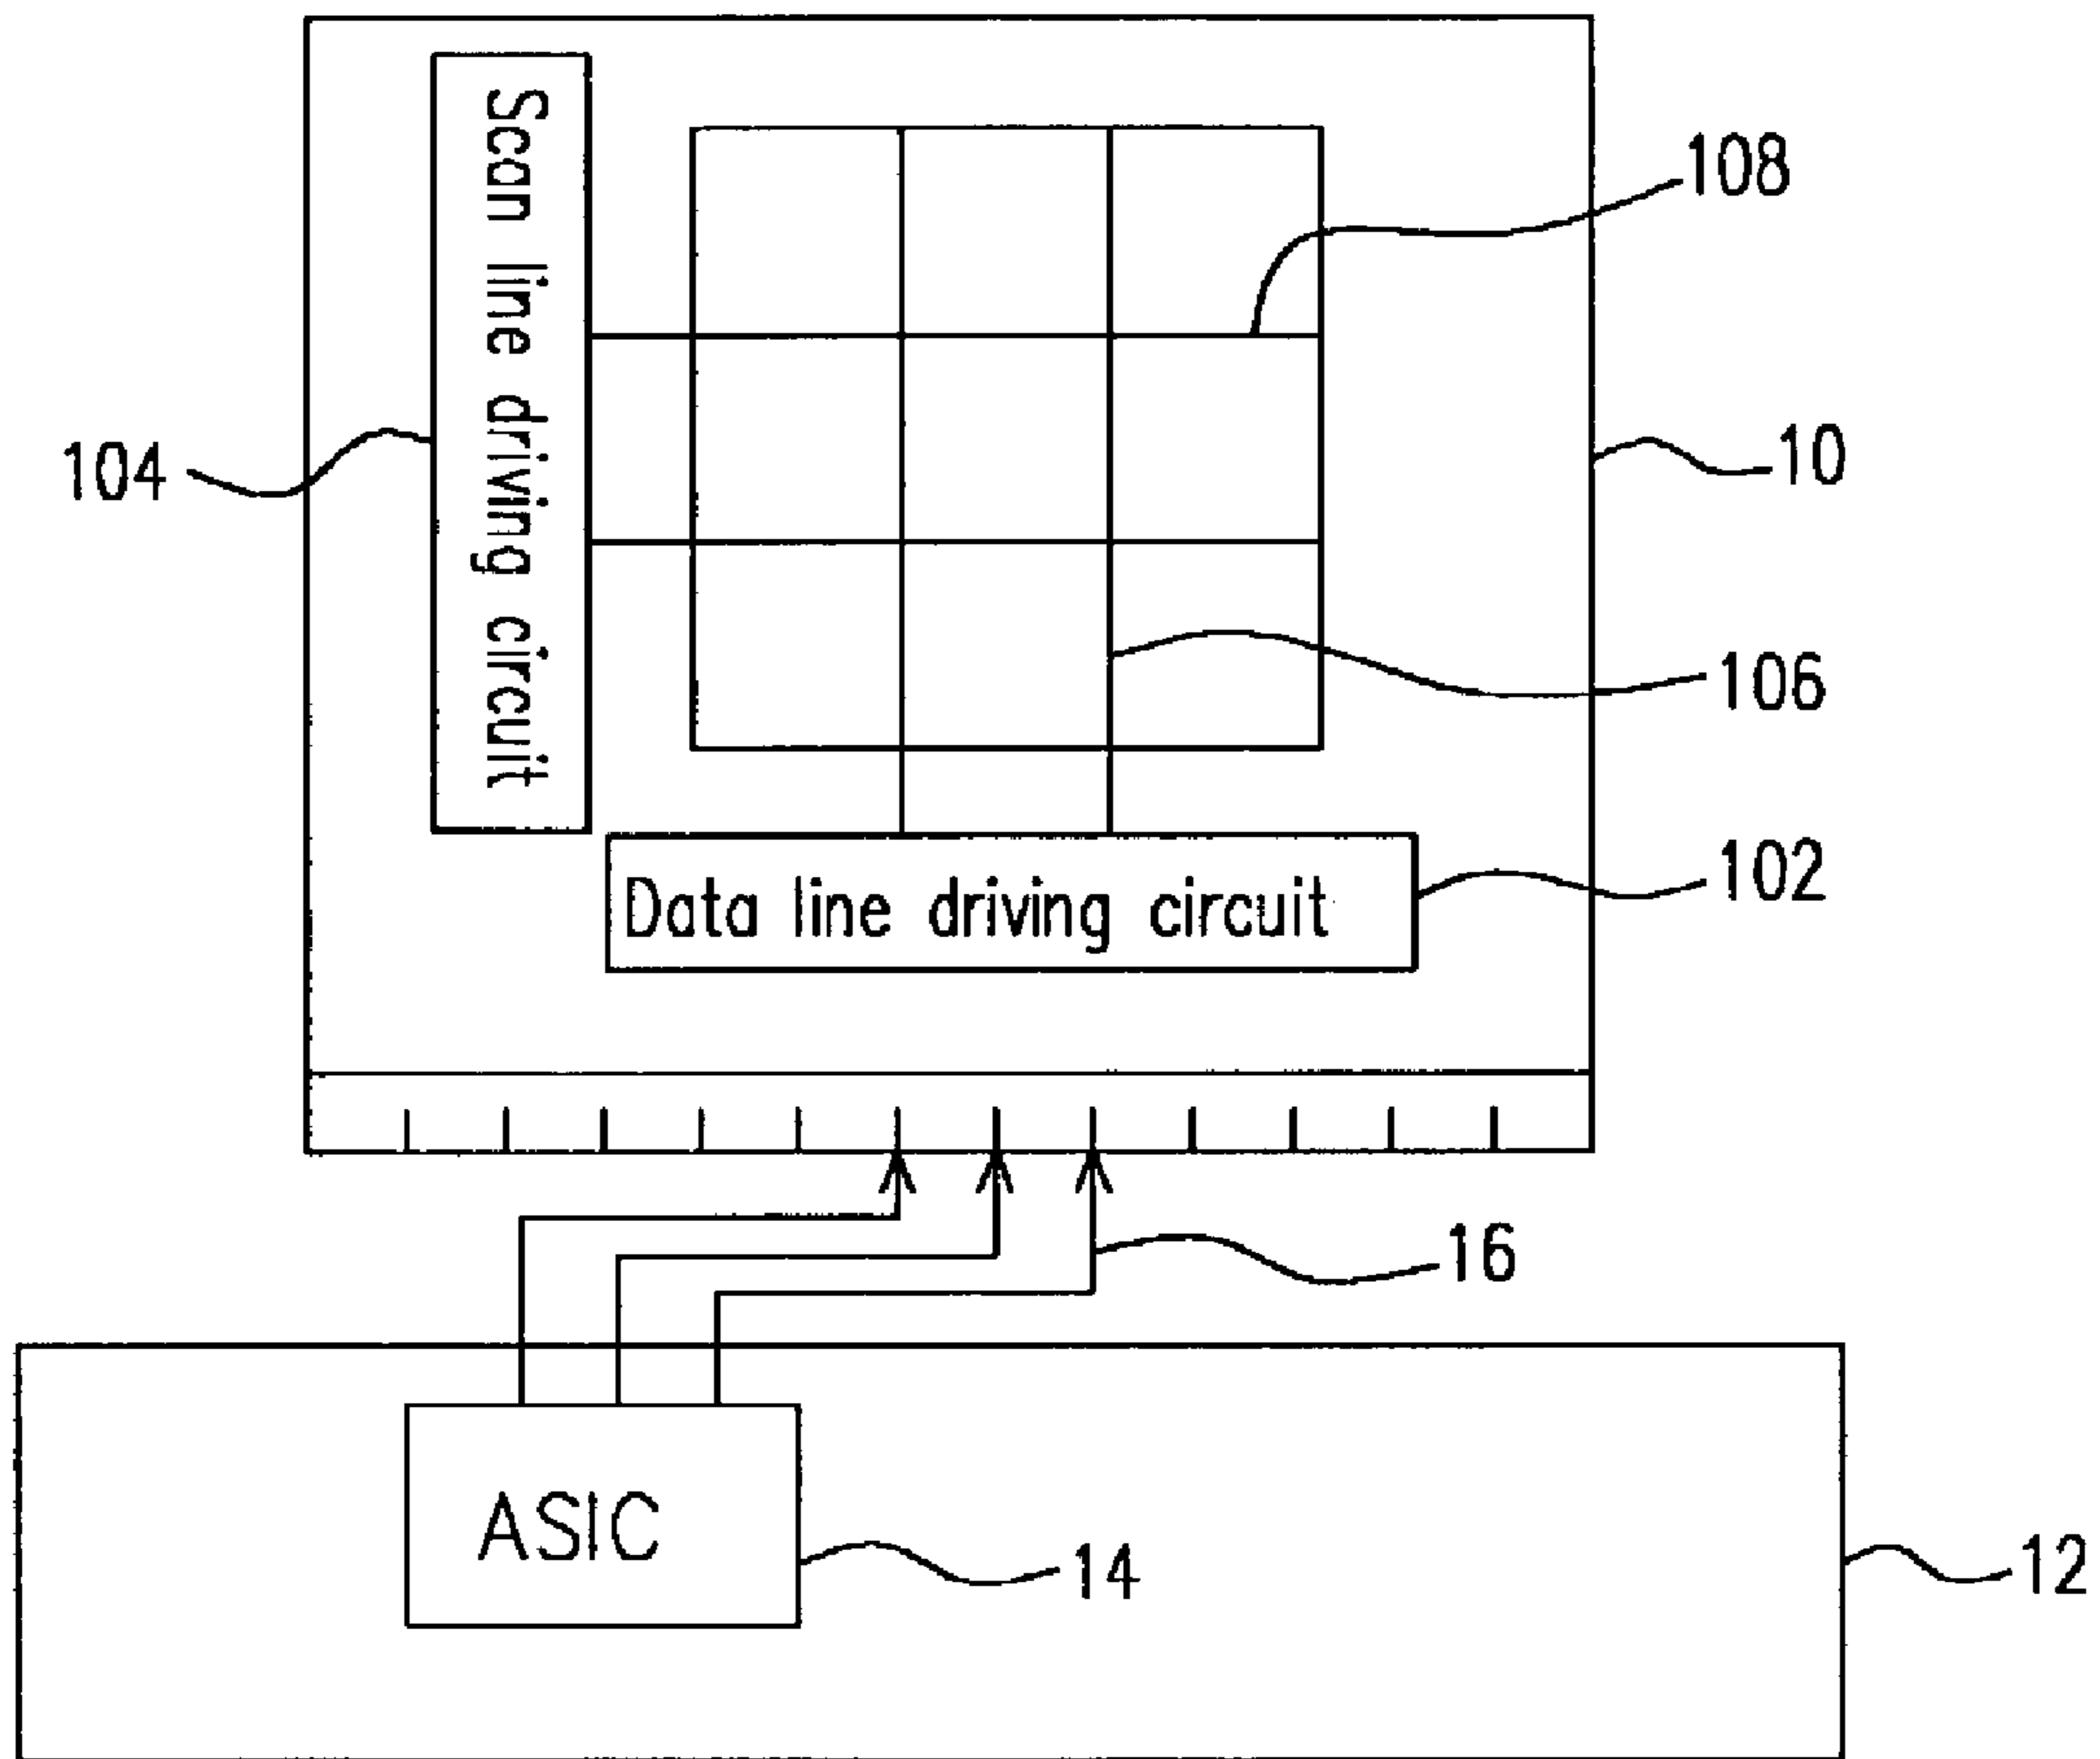 Scan line driving circuit
108
104
10
106
102
Data line driving circuit
16
ASIC
14
12